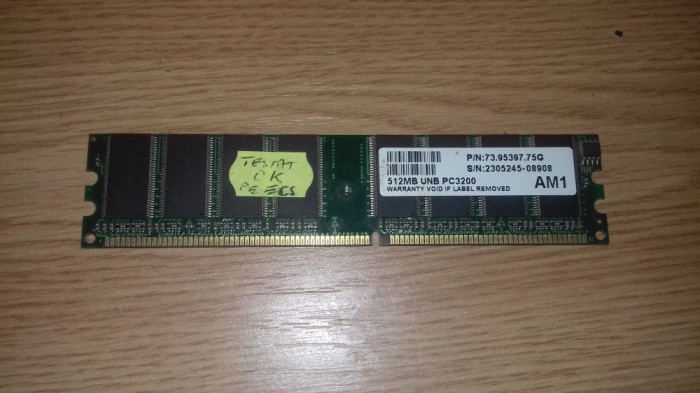 TESTAT
OK
PE ECS
P/N:73.95397.75G
S/N:2305245-08908
512MB UNB PC3200
WARRANTY VOID IF LABEL REMOVED
AM1